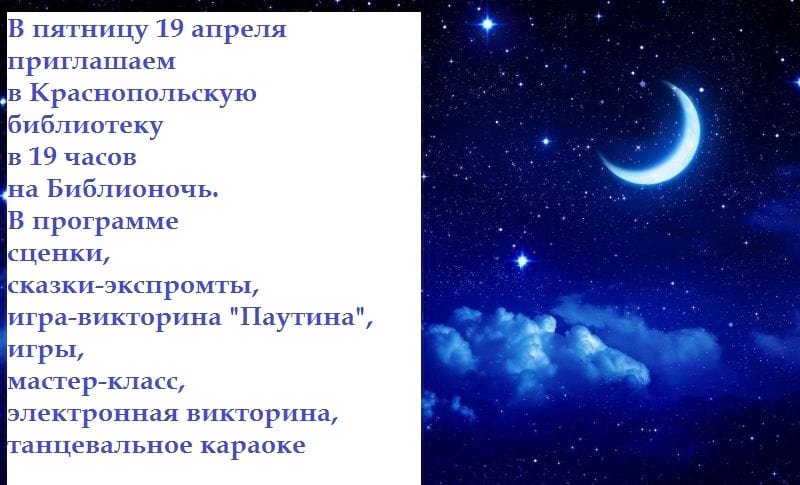 В пятницу 19 апреля
приглашаем
в Краснопольскую
библиотеку
в 19 часов
на Библионочь.
В программе
сценки,
сказки-экспромты,
игра-викторина "Паутина",
игры,
мастер-класс,
электронная викторина,
танцевальное караоке